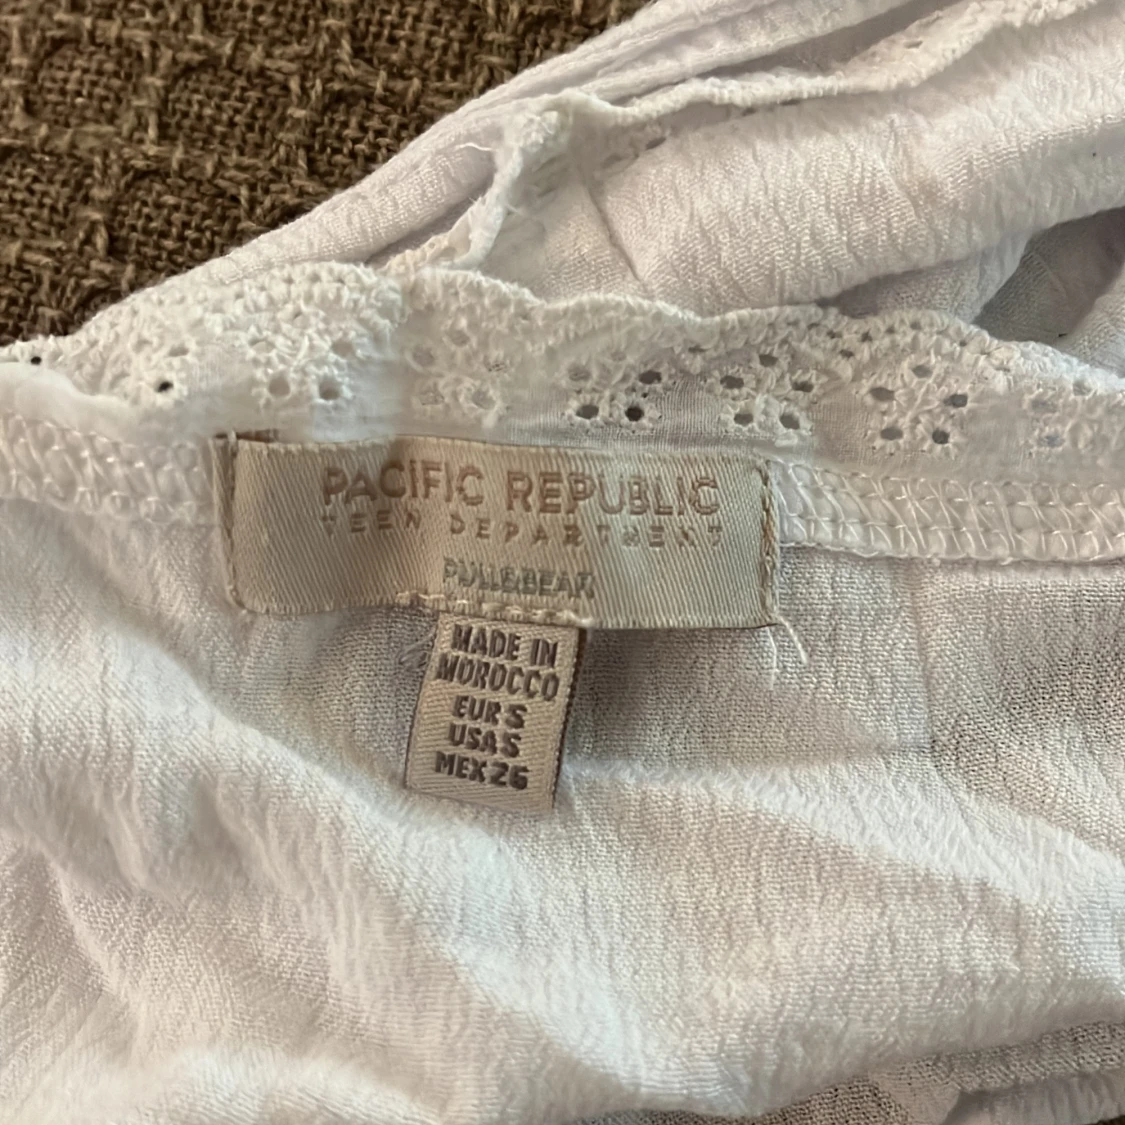 PACIFIC REPUBLIC
TEEN DEPARTMENT
PULL&BEAR
MADE IN
MOROCCO
EUR S
USA S
MEX 26